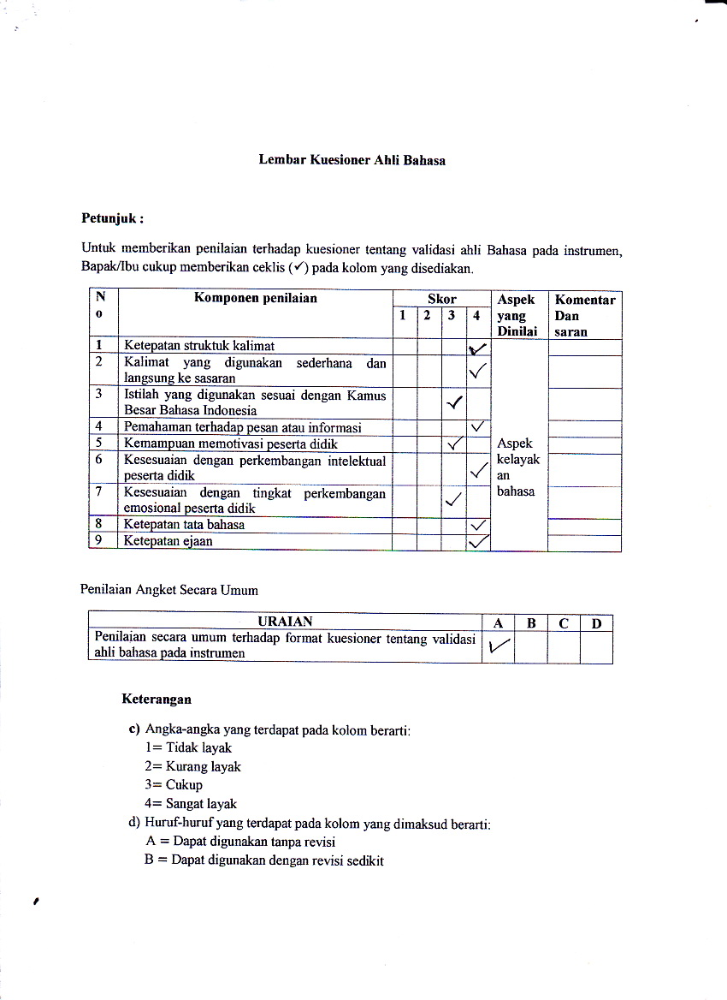 Lembar Kuesioner Ahli Bahasa
Petunjuk :
Untuk memberikan penilaian terhadap kuesioner tentang validasi ahli Bahasa pada instrumen,
Bapak/Ibu cukup memberikan ceklis (✓) pada kolom yang disediakan.
N
o
Komponen penilaian
Skor
1 2 3 4
Aspek
yang
Dinilai
Komentar
Dan
saran
1 Ketepatan struktuk kalimat ✓
2 Kalimat yang digunakan sederhana dan
langsung ke sasaran ✓
3 Istilah yang digunakan sesuai dengan Kamus
Besar Bahasa Indonesia ✓
4 Pemahaman terhadap pesan atau informasi ✓
5 Kemampuan memotivasi peserta didik ✓
6 Kesesuaian dengan perkembangan intelektual
peserta didik ✓
7 Kesesuaian dengan tingkat perkembangan
emosional peserta didik ✓
8 Ketepatan tata bahasa ✓
9 Ketepatan ejaan ✓
Aspek
kelayak
an
bahasa
Penilaian Angket Secara Umum
URAIAN A B C D
Penilaian secara umum terhadap format kuesioner tentang validasi
ahli bahasa pada instrumen ✓
Keterangan
c) Angka-angka yang terdapat pada kolom berarti:
1= Tidak layak
2= Kurang layak
3= Cukup
4= Sangat layak
d) Huruf-huruf yang terdapat pada kolom yang dimaksud berarti:
A = Dapat digunakan tanpa revisi
B = Dapat digunakan dengan revisi sedikit